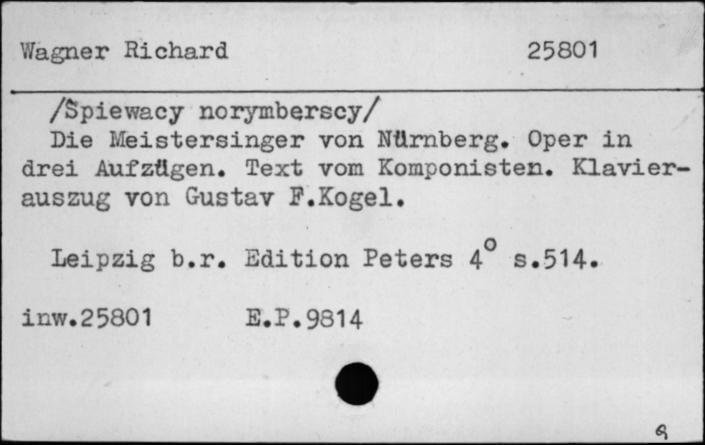 Wagner Richard 25801
/Śpiewacy norymberscy/
Die Meistersinger von Nürnberg. Oper in
drei Aufzügen. Text vom Komponisten. Klavier-
auszug von Gustav F.Kogel.
Leipzig b.r. Edition Peters 4° s.514.
inw.25801 E.P.9814